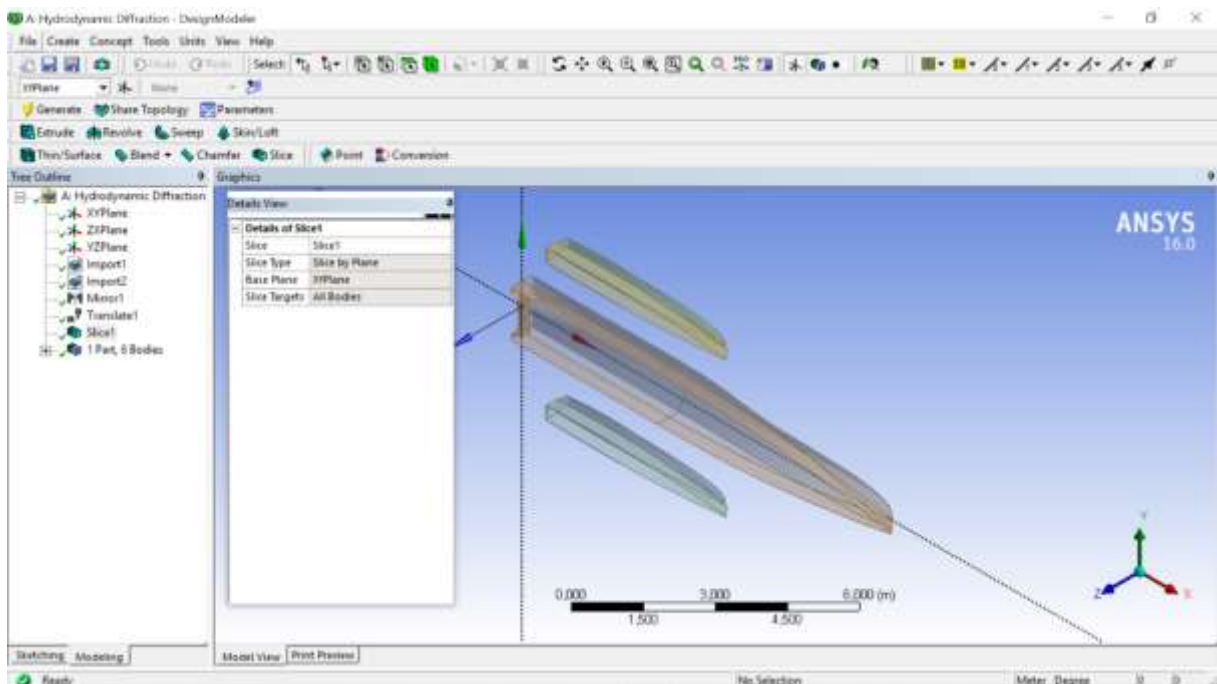 A: Hydrodynamic Diffraction - DesignModeler
File Create Concept Tools Units View Help
Undo Select:
XYPlane None
Generate Share Topology Parameters
Extrude Revolve Sweep Skin/Loft
Thin/Surface Blend Chamfer Slice Point Conversion
Tree Outline
A: Hydrodynamic Diffraction
XYPlane
ZXPlane
YZPlane
Import1
Import2
Mirror1
Translate1
Slice1
1 Part, 6 Bodies
Sketching Modeling
Graphics
Details View
Details of Slice1
Slice Slice1
Slice Type Slice by Plane
Base Plane XYPlane
Slice Targets All Bodies
ANSYS
16.0
0,000 3,000 6,000 (m)
1,500 4,500
Y
Z X
Model View Print Preview
Ready No Selection Meter Degree 0 0